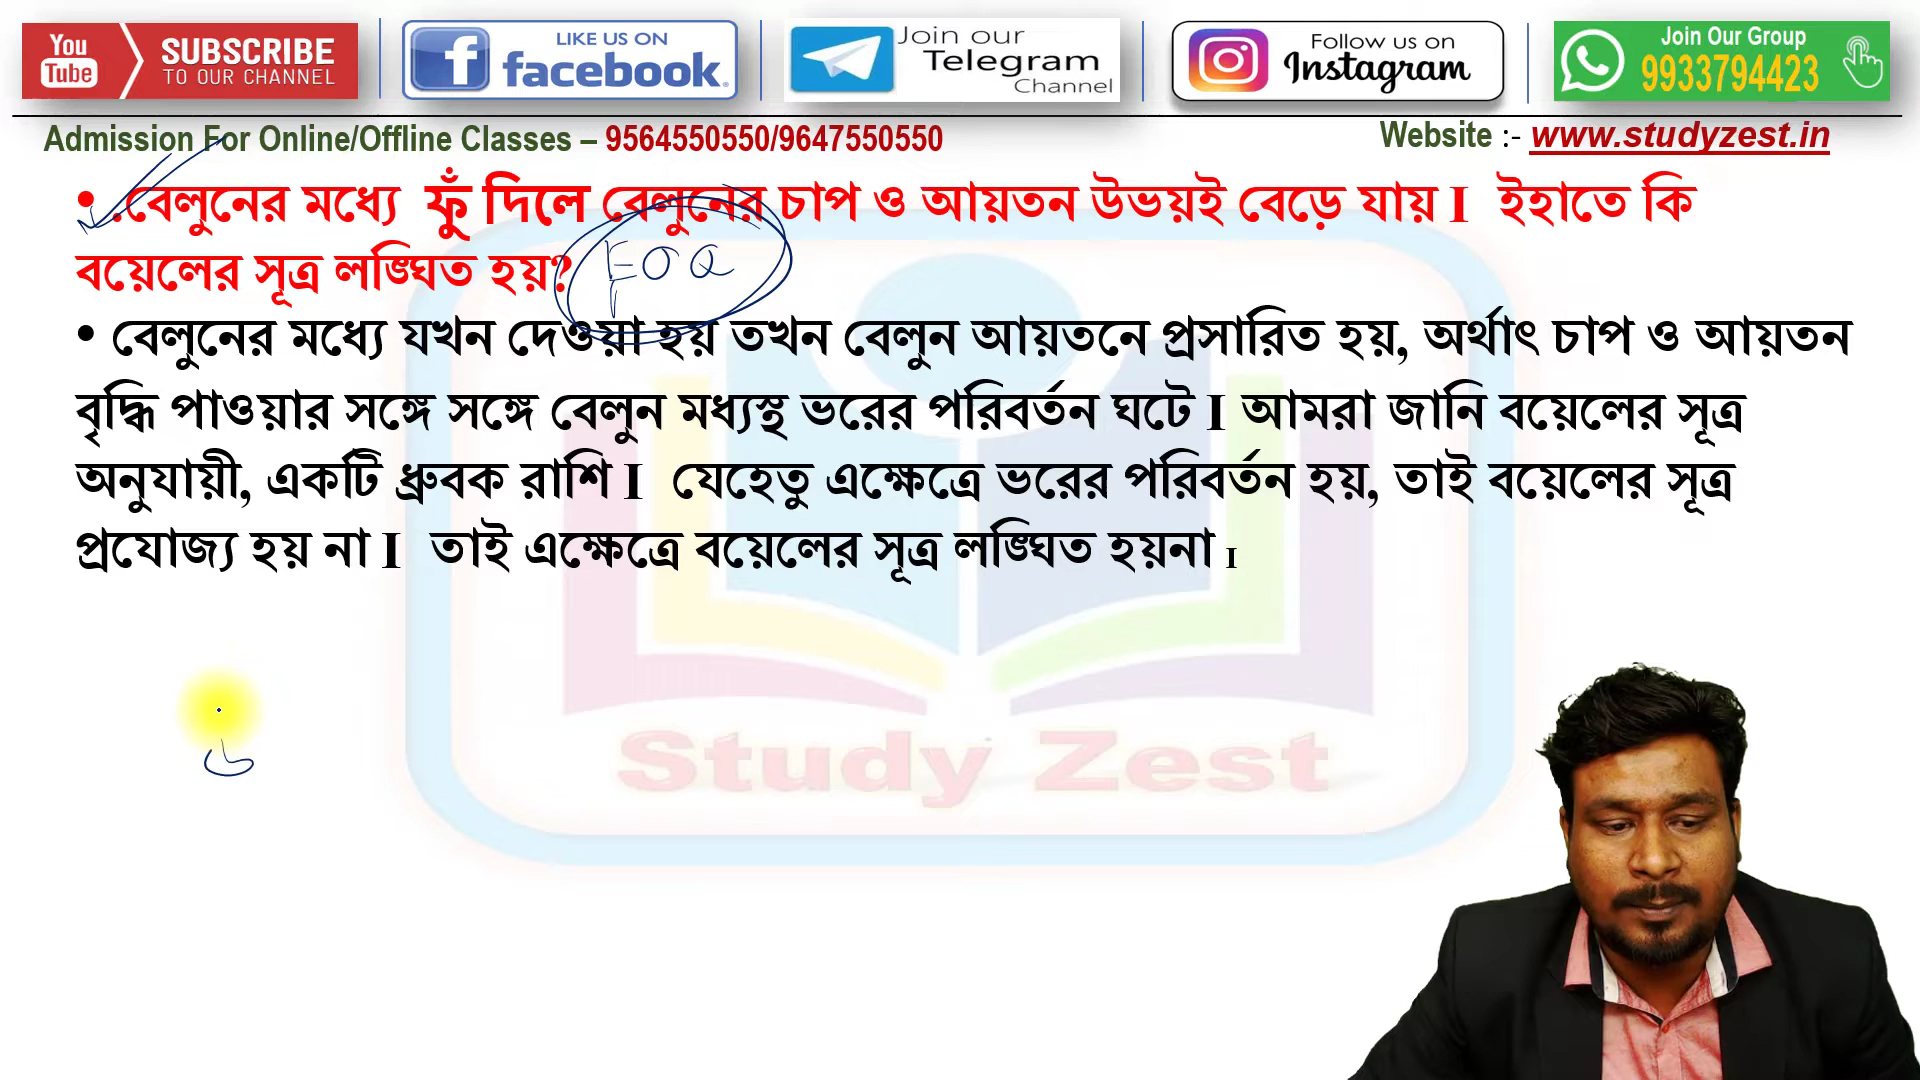 You Tube SUBSCRIBE TO OUR CHANNEL
LIKE US ON facebook.
Join our Telegram Channel
Follow us on Instagram
Join Our Group 9933794423
Admission For Online/Offline Classes – 9564550550/9647550550
Website :- www.studyzest.in
• .বেলুনের মধ্যে ফুঁ দিলে বেলুনের চাপ ও আয়তন উভয়ই বেড়ে যায় I ইহাতে কি
বয়েলের সূত্র লঙ্ঘিত হয়?
• বেলুনের মধ্যে যখন দেওয়া হয় তখন বেলুন আয়তনে প্রসারিত হয়, অর্থাৎ চাপ ও আয়তন
বৃদ্ধি পাওয়ার সঙ্গে সঙ্গে বেলুন মধ্যস্থ ভরের পরিবর্তন ঘটে I আমরা জানি বয়েলের সূত্র
অনুযায়ী, একটি ধ্রুবক রাশি I যেহেতু এক্ষেত্রে ভরের পরিবর্তন হয়, তাই বয়েলের সূত্র
প্রযোজ্য হয় না I তাই এক্ষেত্রে বয়েলের সূত্র লঙ্ঘিত হয়না I
Study Zest